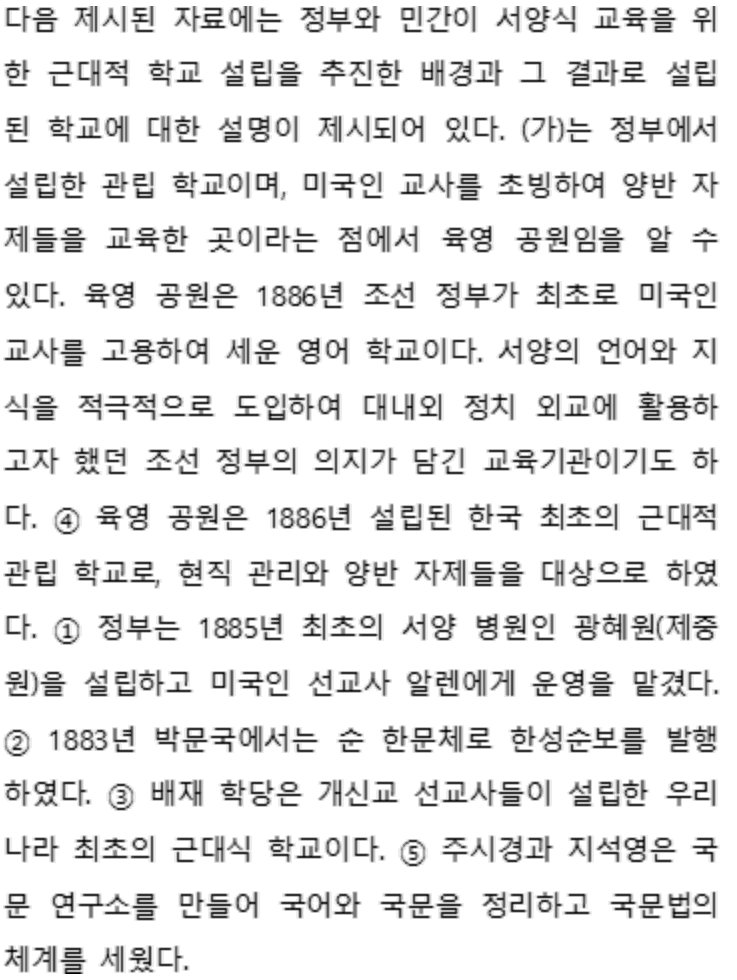 다음 제시된 자료에는 정부와 민간이 서양식 교육을 위
한 근대적 학교 설립을 추진한 배경과 그 결과로 설립
된 학교에 대한 설명이 제시되어 있다. (가)는 정부에서
설립한 관립 학교이며, 미국인 교사를 초빙하여 양반 자
제들을 교육한 곳이라는 점에서 육영 공원임을 알 수
있다. 육영 공원은 1886년 조선 정부가 최초로 미국인
교사를 고용하여 세운 영어 학교이다. 서양의 언어와 지
식을 적극적으로 도입하여 대내외 정치 외교에 활용하
고자 했던 조선 정부의 의지가 담긴 교육기관이기도 하
다. ④ 육영 공원은 1886년 설립된 한국 최초의 근대적
관립 학교로, 현직 관리와 양반 자제들을 대상으로 하였
다. ① 정부는 1885년 최초의 서양 병원인 광혜원(제중
원)을 설립하고 미국인 선교사 알렌에게 운영을 맡겼다.
② 1883년 박문국에서는 순 한문체로 한성순보를 발행
하였다. ③ 배재 학당은 개신교 선교사들이 설립한 우리
나라 최초의 근대식 학교이다. ⑤ 주시경과 지석영은 국
문 연구소를 만들어 국어와 국문을 정리하고 국문법의
체계를 세웠다.